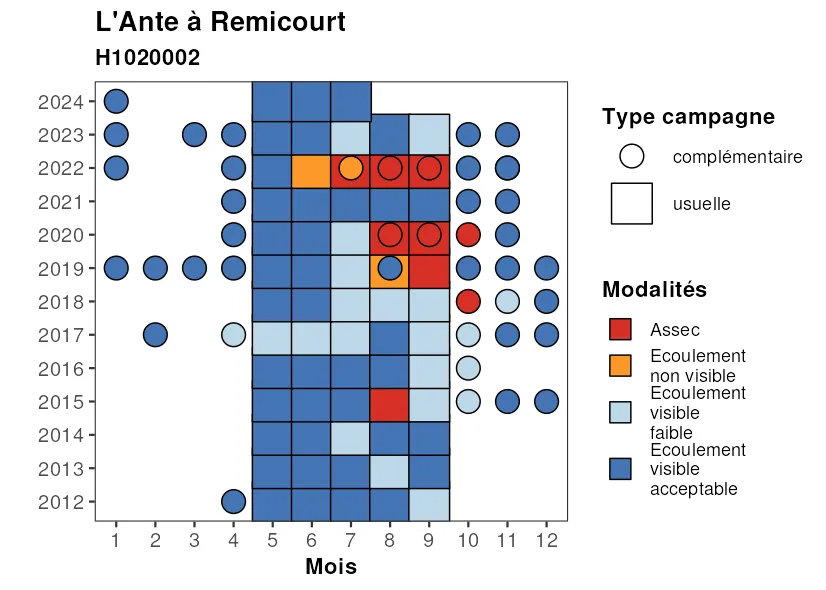 L'Ante à Remicourt
H1020002
2024
2023
2022
2021
2020
2019
2018
2017
2016
2015
2014
2013
2012
1 2 3 4 5 6 7 8 9 10 11 12
Mois
Type campagne
complémentaire
usuelle
Modalités
Assec
Ecoulement
non visible
Ecoulement
visible
faible
Ecoulement
visible
acceptable